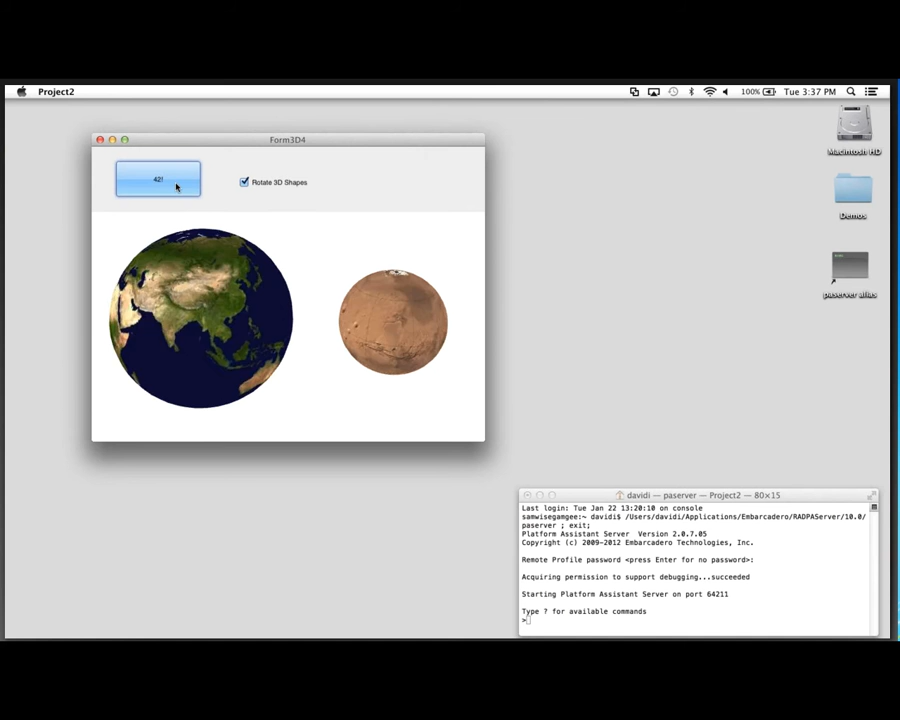 Project2
100%
Tue 3:37 PM
Form3D4
42!
Rotate 3D Shapes
Macintosh HD
Demos
paserver alias
davidi — paserver — Project2 — 80×15
Last login: Tue Jan 22 13:20:10 on console
samwisegamgee:~ davidi$ /Users/davidi/Applications/Embarcadero/RADPAServer/10.0/
paserver ; exit;
Platform Assistant Server  Version 2.0.7.05
Copyright (c) 2009-2012 Embarcadero Technologies, Inc.
Remote Profile password <press Enter for no password>:
Acquiring permission to support debugging...succeeded
Starting Platform Assistant Server on port 64211
Type ? for available commands
>